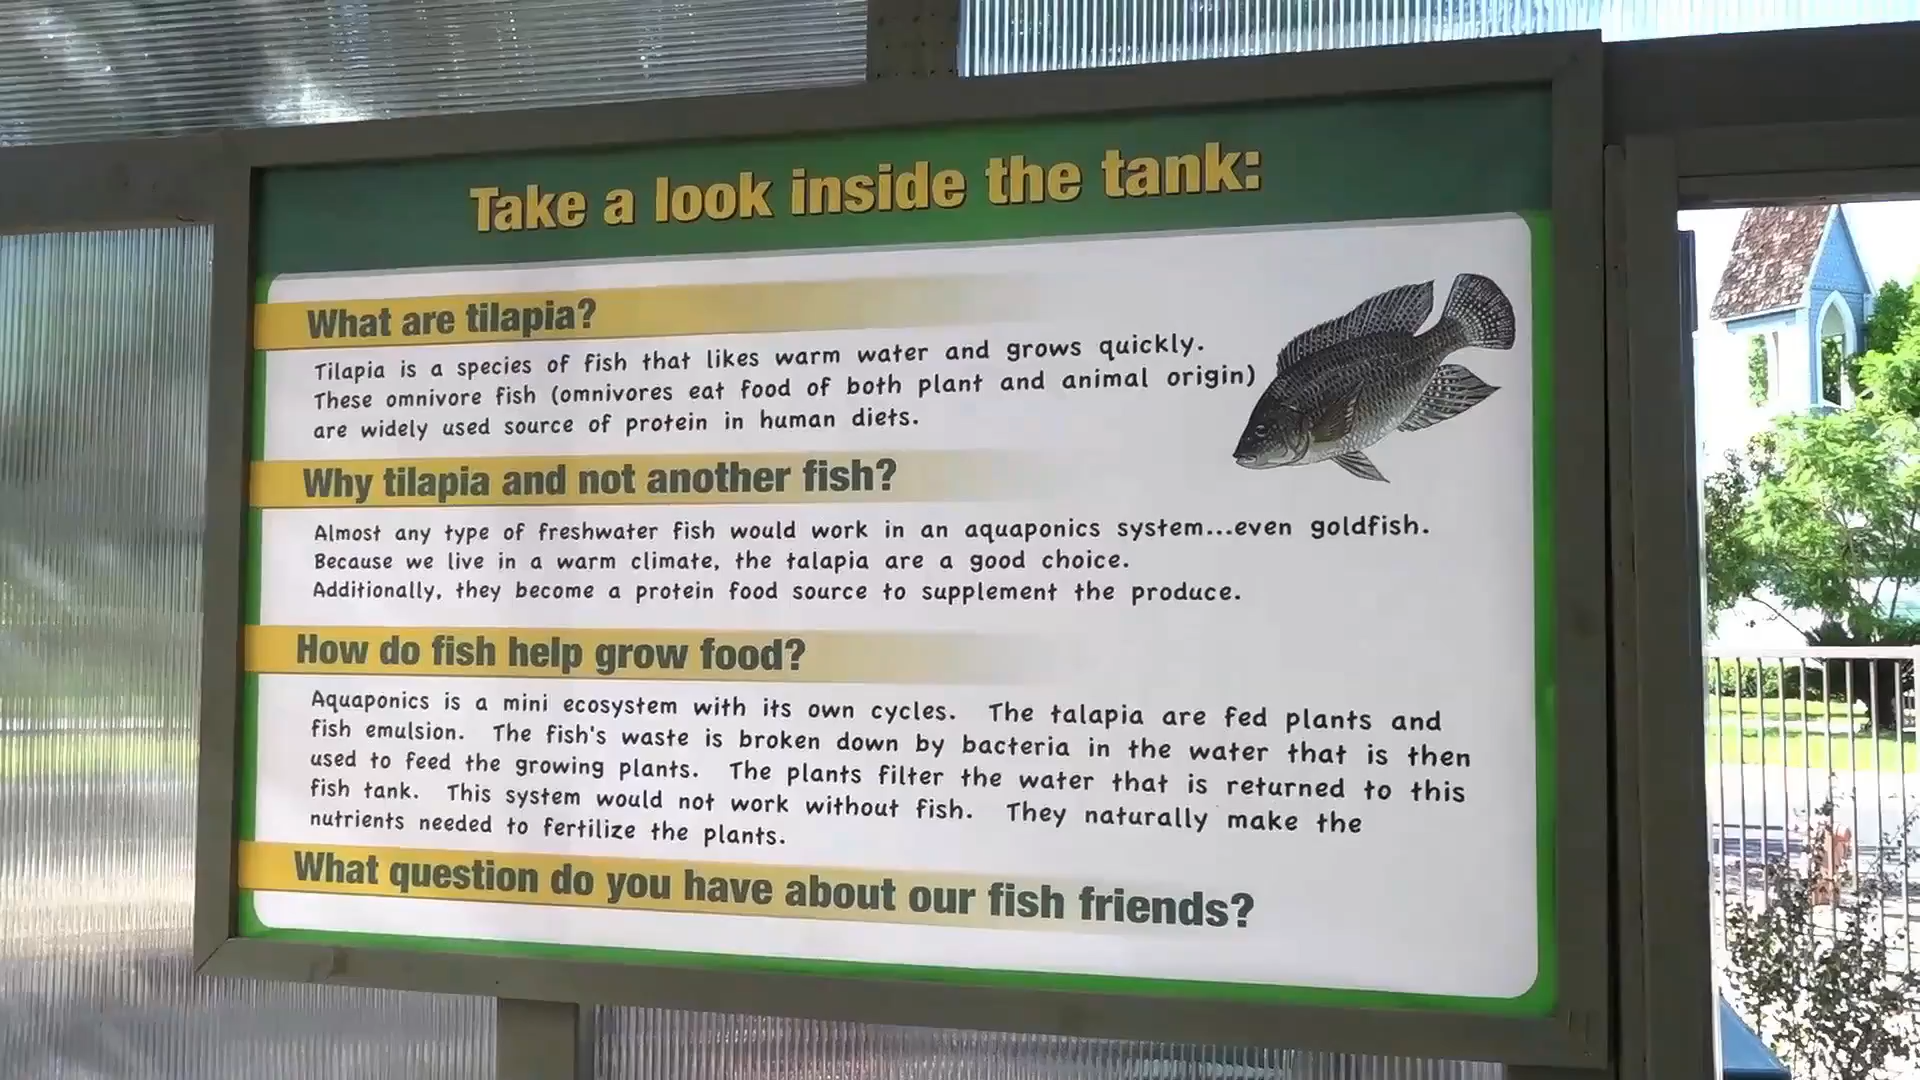 Take a look inside the tank:
What are tilapia?
Tilapia is a species of fish that likes warm water and grows quickly.
These omnivore fish (omnivores eat food of both plant and animal origin)
are widely used source of protein in human diets.
Why tilapia and not another fish?
Almost any type of freshwater fish would work in an aquaponics system...even goldfish.
Because we live in a warm climate, the talapia are a good choice.
Additionally, they become a protein food source to supplement the produce.
How do fish help grow food?
Aquaponics is a mini ecosystem with its own cycles. The talapia are fed plants and
fish emulsion. The fish's waste is broken down by bacteria in the water that is then
used to feed the growing plants. The plants filter the water that is returned to this
fish tank. This system would not work without fish. They naturally make the
nutrients needed to fertilize the plants.
What question do you have about our fish friends?